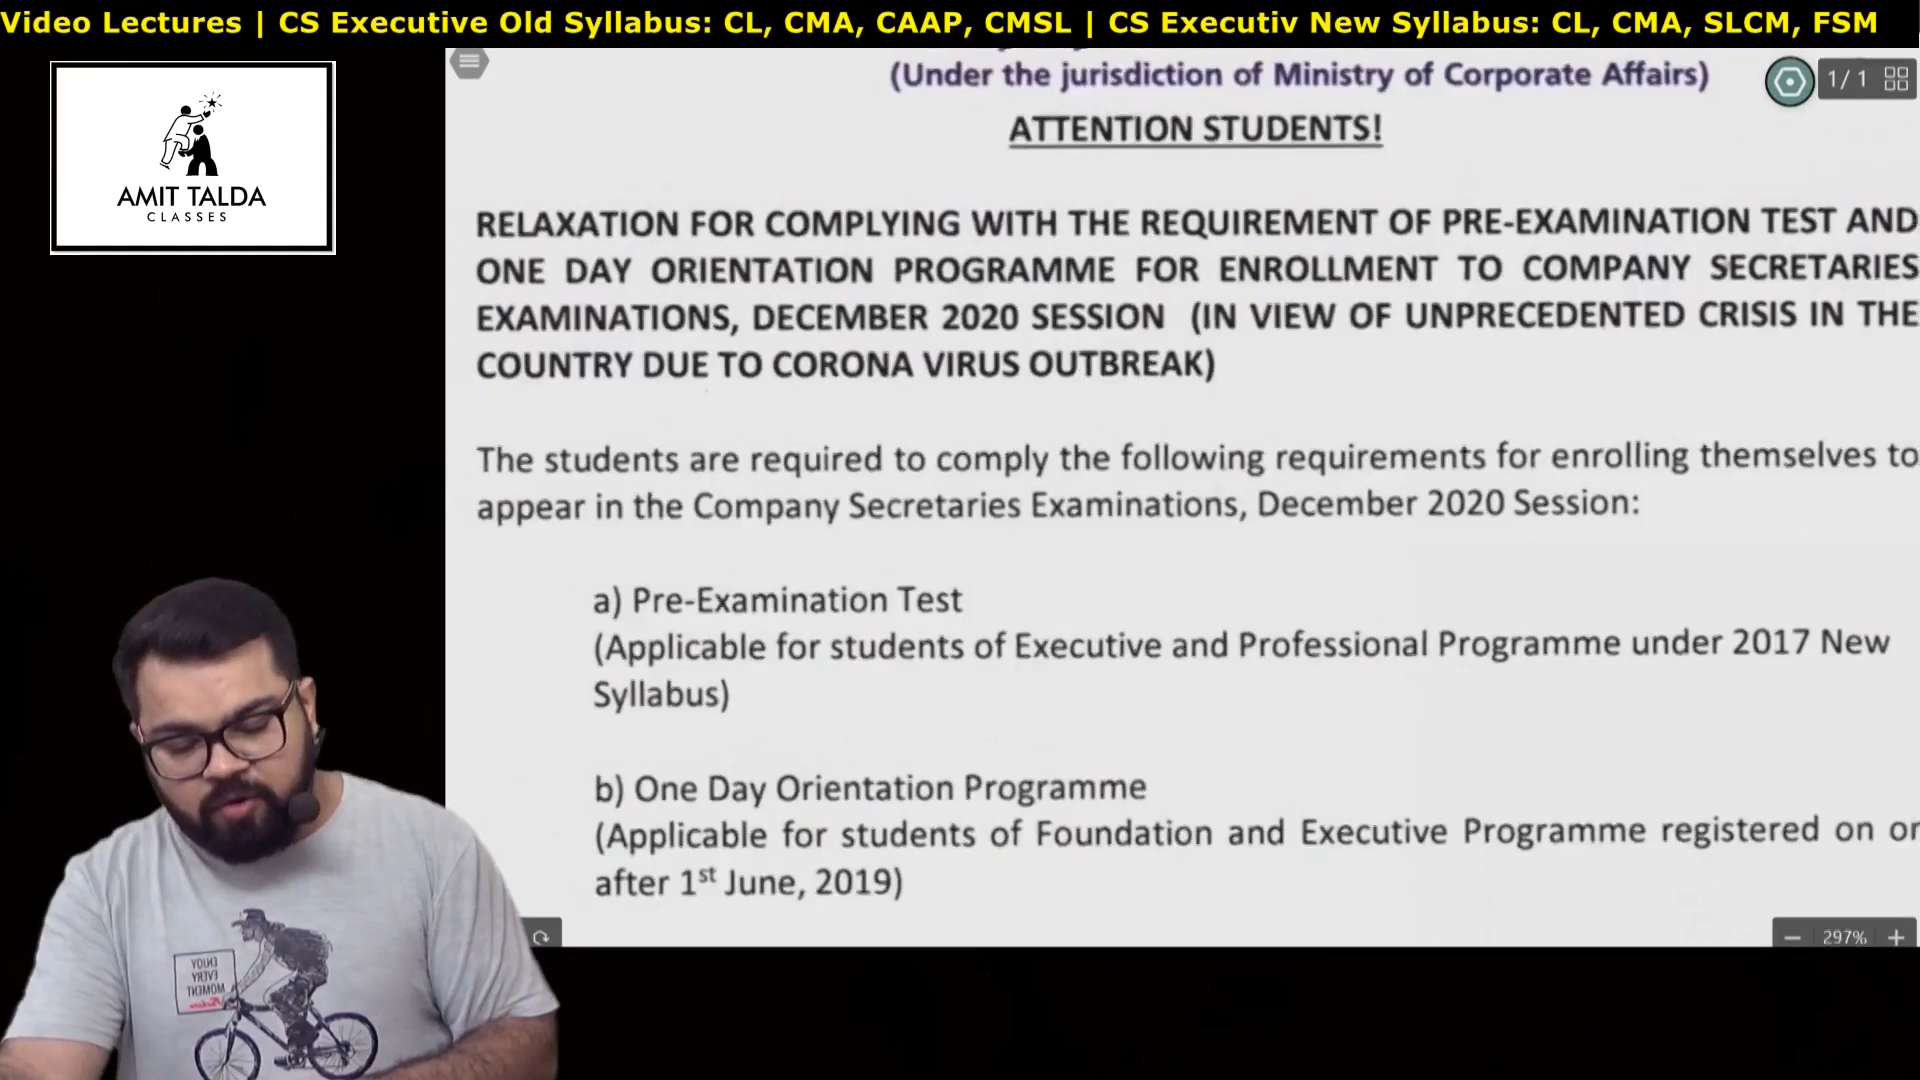 Video Lectures | CS Executive Old Syllabus: CL, CMA, CAAP, CMSL | CS Executiv New Syllabus: CL, CMA, SLCM, FSM
AMIT TALDA
CLASSES
(Under the jurisdiction of Ministry of Corporate Affairs)
1/1
ATTENTION STUDENTS!
RELAXATION FOR COMPLYING WITH THE REQUIREMENT OF PRE-EXAMINATION TEST AND
ONE DAY ORIENTATION PROGRAMME FOR ENROLLMENT TO COMPANY SECRETARIES
EXAMINATIONS, DECEMBER 2020 SESSION (IN VIEW OF UNPRECEDENTED CRISIS IN THE
COUNTRY DUE TO CORONA VIRUS OUTBREAK)
The students are required to comply the following requirements for enrolling themselves to
appear in the Company Secretaries Examinations, December 2020 Session:
a) Pre-Examination Test
(Applicable for students of Executive and Professional Programme under 2017 New
Syllabus)
b) One Day Orientation Programme
(Applicable for students of Foundation and Executive Programme registered on or
after 1st June, 2019)
297%
ENJOY
EVERY
MOMENT